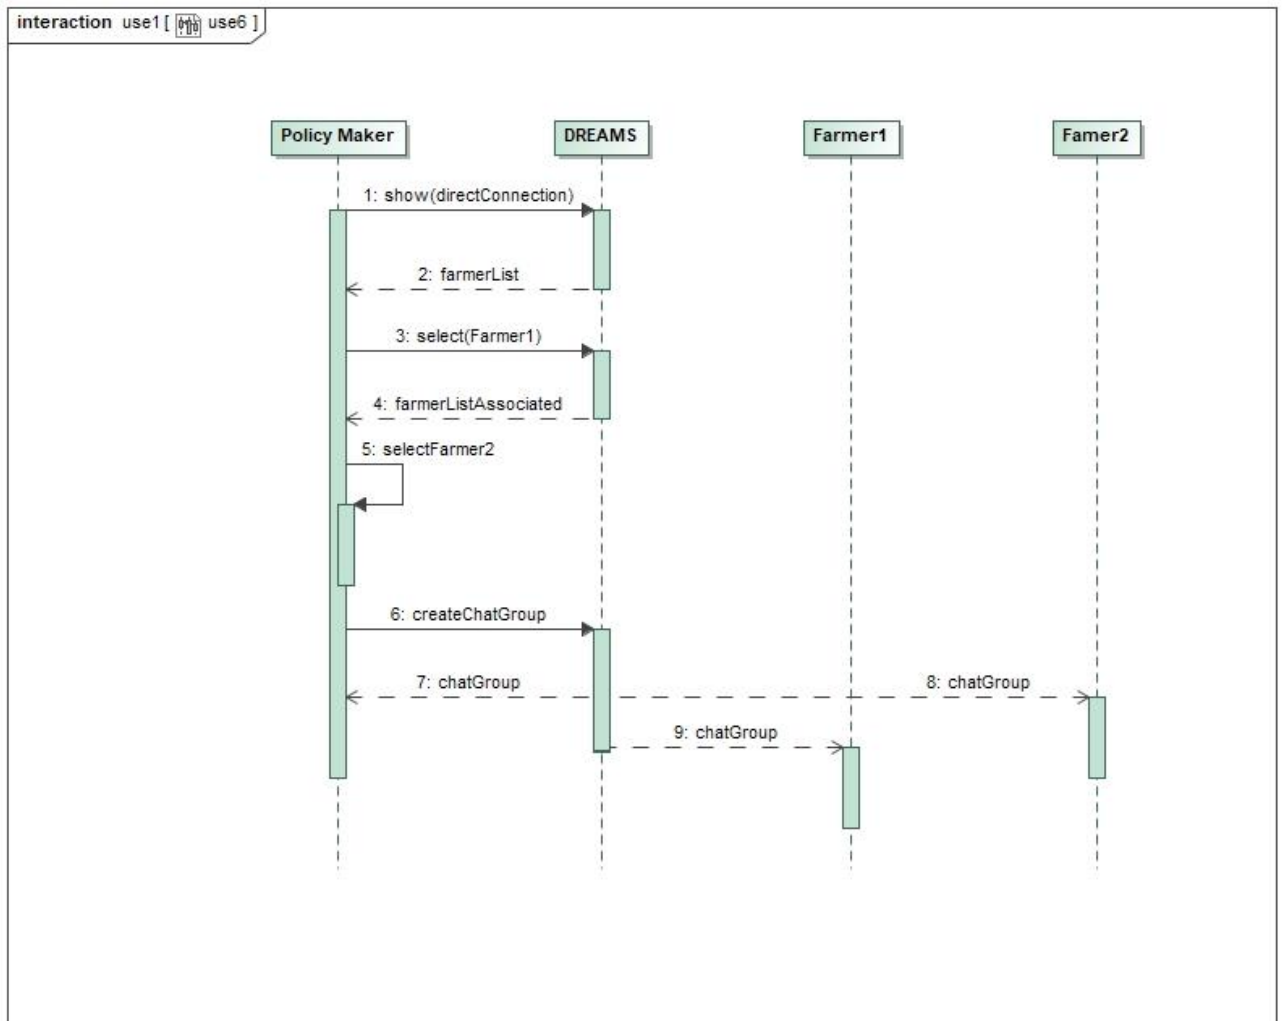 interaction use1 [ use6 ]
Policy Maker
DREAMS
Farmer1
Famer2
1: show(directConnection)
2: farmerList
3: select(Farmer1)
4: farmerListAssociated
5: selectFarmer2
6: createChatGroup
7: chatGroup
8: chatGroup
9: chatGroup